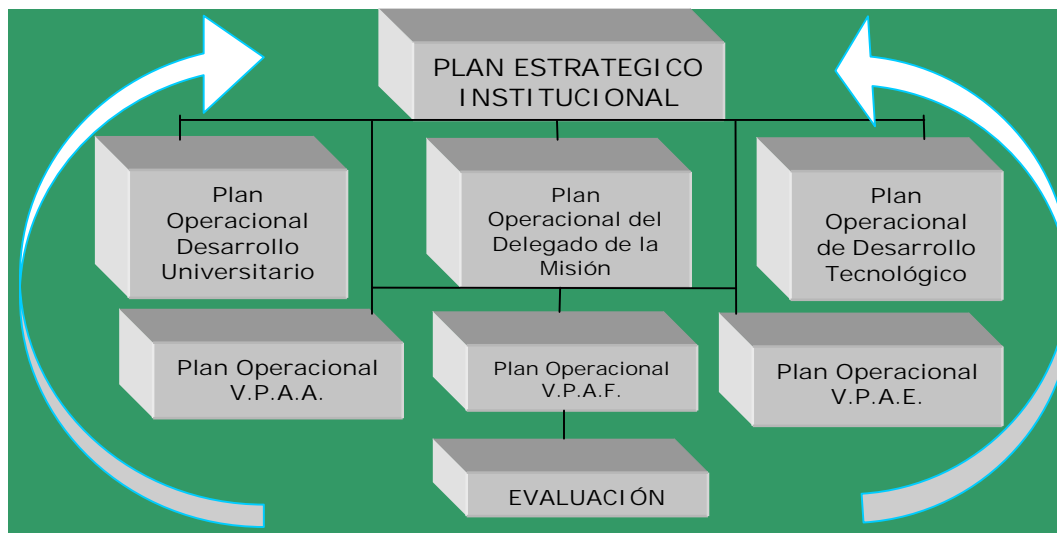 PLAN ESTRATEGICO
INSTITUCIONAL
Plan
Operacional
Desarrollo
Universitario
Plan
Operacional del
Delegado de la
Misión
Plan
Operacional
de Desarrollo
Tecnológico
Plan Operacional
V.P.A.A.
Plan Operacional
V.P.A.F.
Plan Operacional
V.P.A.E.
EVALUACIÓN